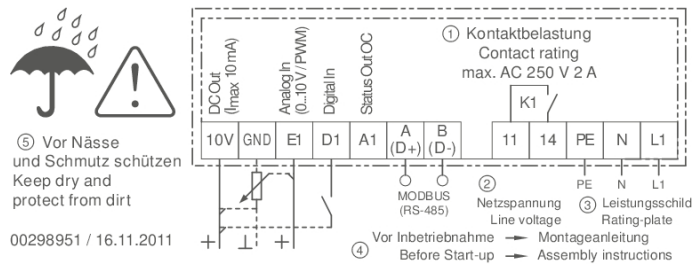 ① Kontaktbelastung
Contact rating
max. AC 250 V 2 A
K1
DC Out
(Imax 10 mA)
Analog In
(0...10 V / PWM)
Digital In
Status Out OC
10V GND E1 D1 A1 A (D+) B (D-) 11 14 PE N L1
⑤ Vor Nässe
und Schmutz schützen
Keep dry and
protect from dirt
00298951 / 16.11.2011
+ ⊥ +
MODBUS
(RS-485)
② Netzspannung
Line voltage
PE N L1
③ Leistungsschild
Rating-plate
④ Vor Inbetriebnahme → Montageanleitung
Before Start-up → Assembly instructions